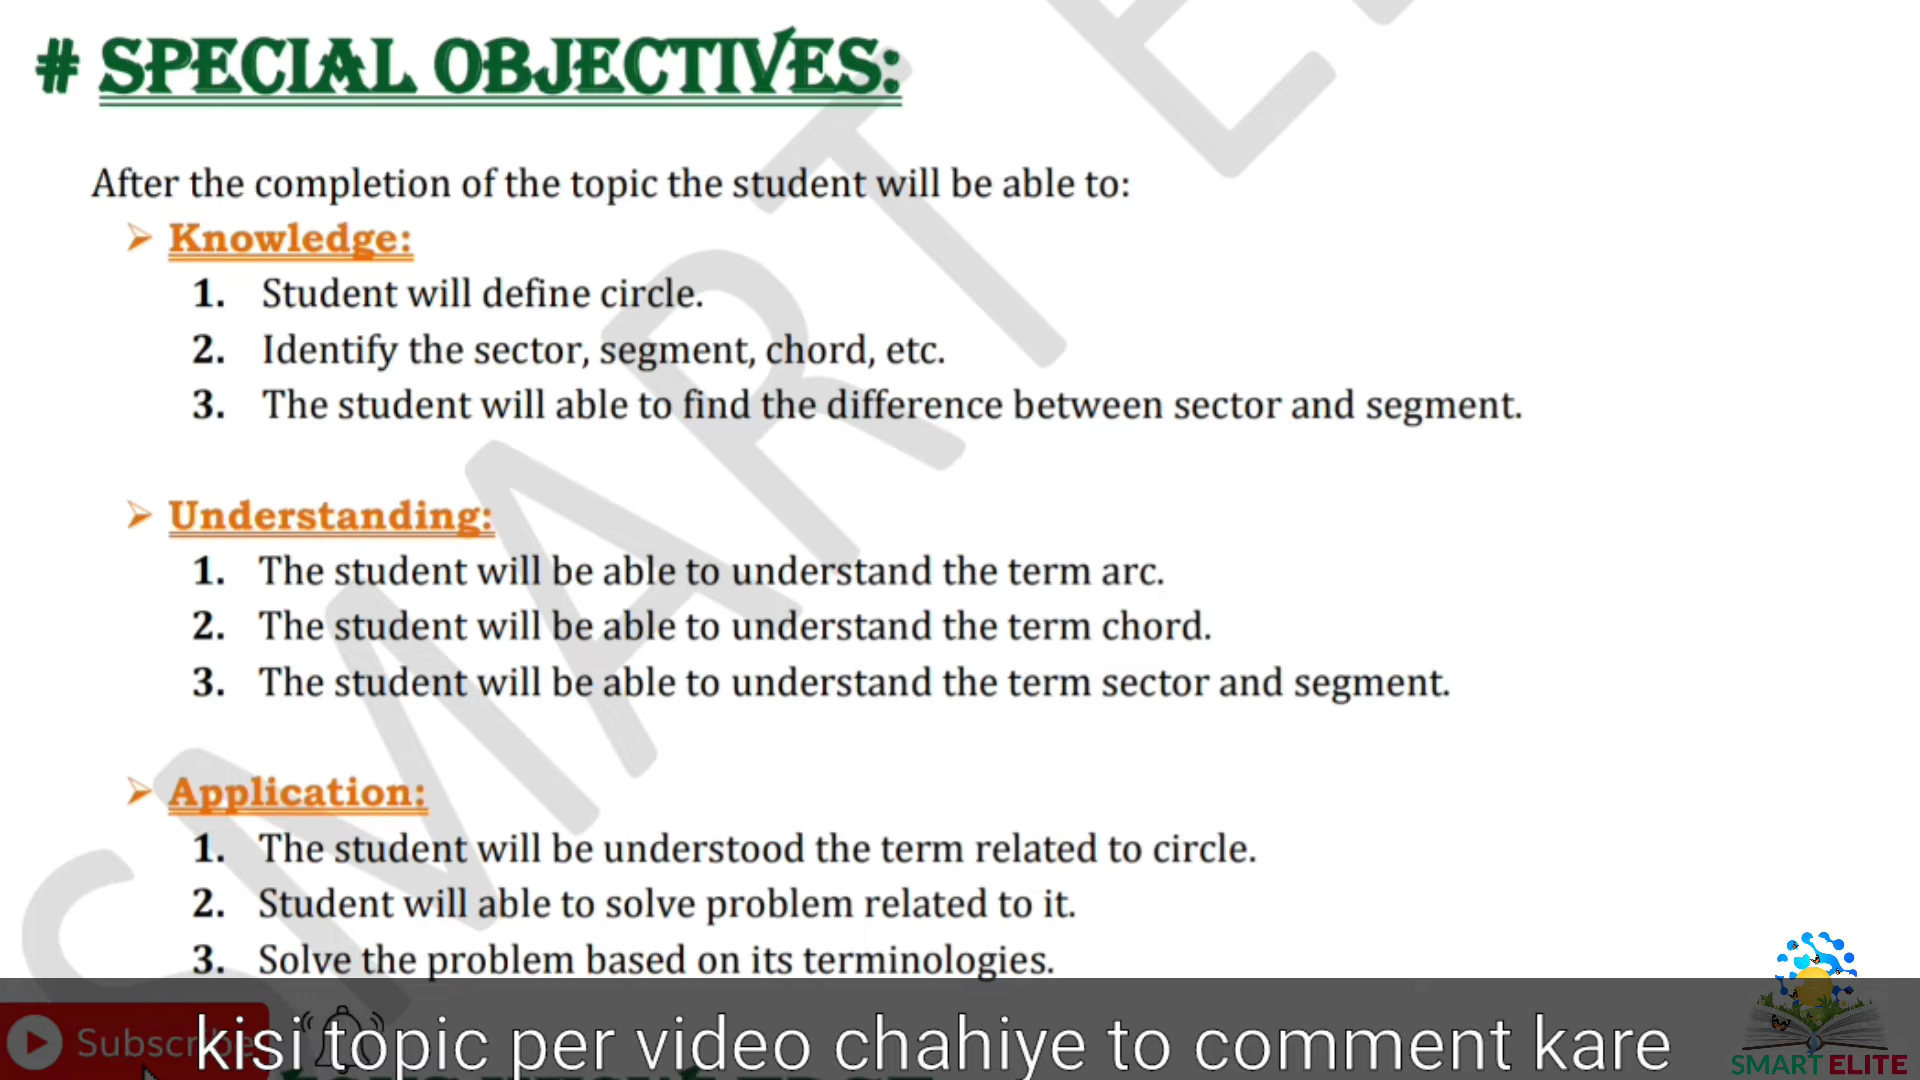 # SPECIAL OBJECTIVES:
After the completion of the topic the student will be able to:
➢ Knowledge:
1. Student will define circle.
2. Identify the sector, segment, chord, etc.
3. The student will able to find the difference between sector and segment.
➢ Understanding:
1. The student will be able to understand the term arc.
2. The student will be able to understand the term chord.
3. The student will be able to understand the term sector and segment.
➢ Application:
1. The student will be understood the term related to circle.
2. Student will able to solve problem related to it.
3. Solve the problem based on its terminologies.
kisi topic per video chahiye to comment kare
SMART ELITE
SMART E